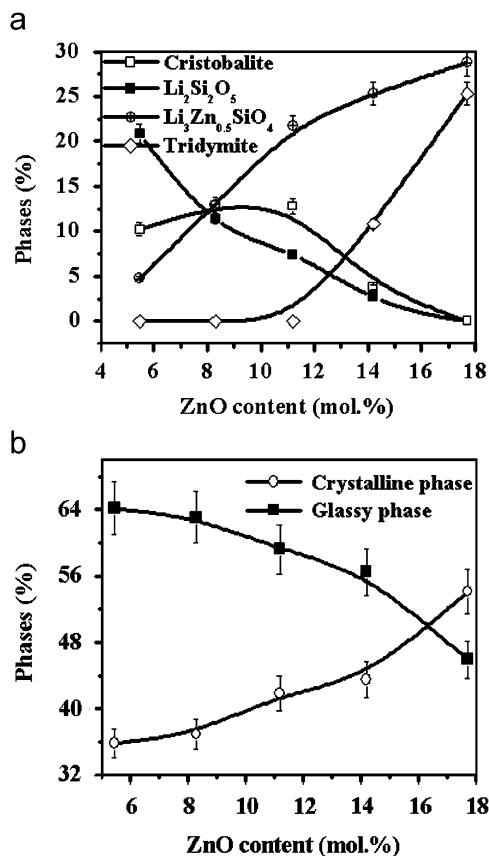 a
30
25
20
15
10
5
0
Phases (%)
Cristobalite
Li₂Si₂O₅
Li₃Zn₀.₅SiO₄
Tridymite
4 6 8 10 12 14 16 18
ZnO content (mol.%)
b
64
56
48
40
32
Phases (%)
Crystalline phase
Glassy phase
6 8 10 12 14 16 18
ZnO content (mol.%)